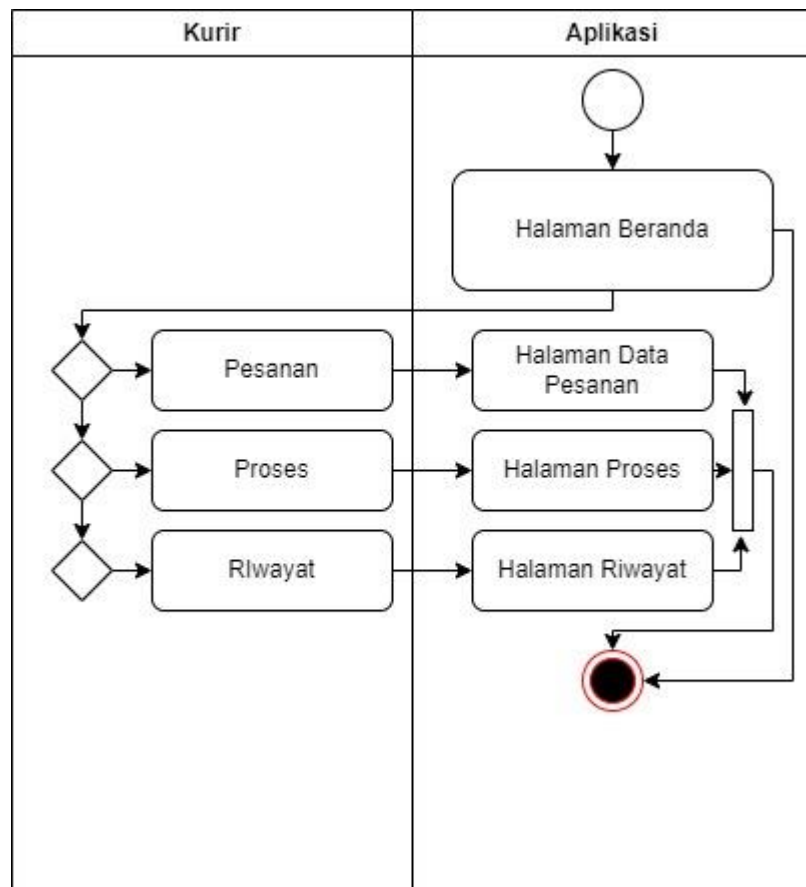 Kurir
Aplikasi
Halaman Beranda
Pesanan
Halaman Data
Pesanan
Proses
Halaman Proses
RIwayat
Halaman Riwayat